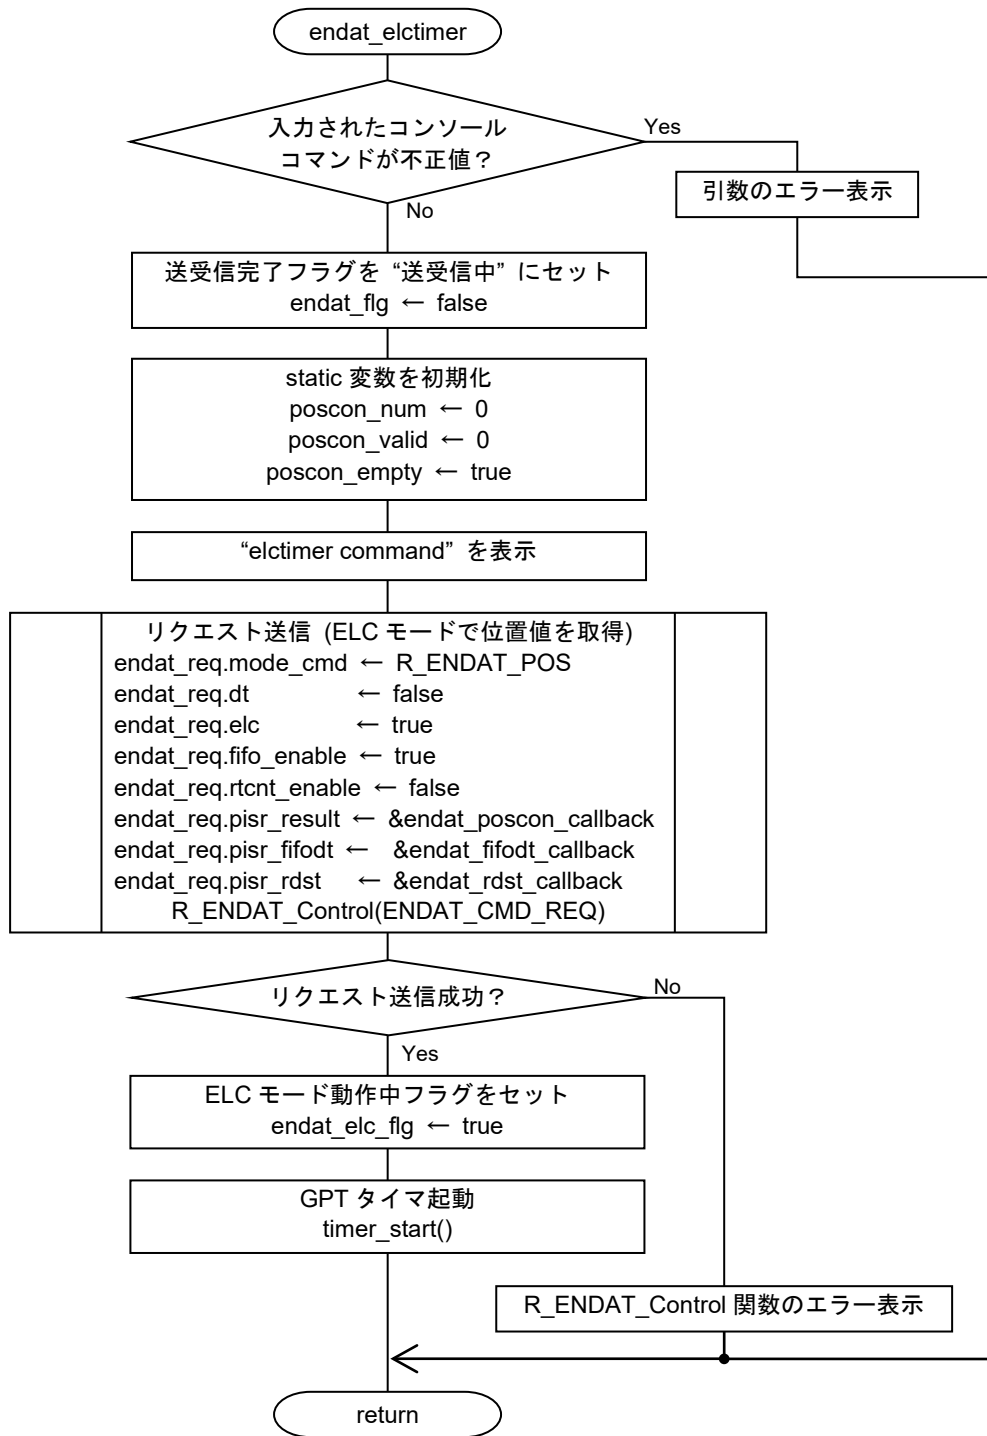 endat_elctimer
入力されたコンソール
コマンドが不正値？
Yes
引数のエラー表示
No
送受信完了フラグを “送受信中” にセット
endat_flg ← false
static 変数を初期化
poscon_num ← 0
poscon_valid ← 0
poscon_empty ← true
“elctimer command” を表示
リクエスト送信 (ELC モードで位置値を取得)
endat_req.mode_cmd ← R_ENDAT_POS
endat_req.dt ← false
endat_req.elc ← true
endat_req.fifo_enable ← true
endat_req.rtcnt_enable ← false
endat_req.pisr_result ← &endat_poscon_callback
endat_req.pisr_fifodt ← &endat_fifodt_callback
endat_req.pisr_rdst ← &endat_rdst_callback
R_ENDAT_Control(ENDAT_CMD_REQ)
リクエスト送信成功？
No
Yes
ELC モード動作中フラグをセット
endat_elc_flg ← true
GPT タイマ起動
timer_start()
R_ENDAT_Control 関数のエラー表示
return